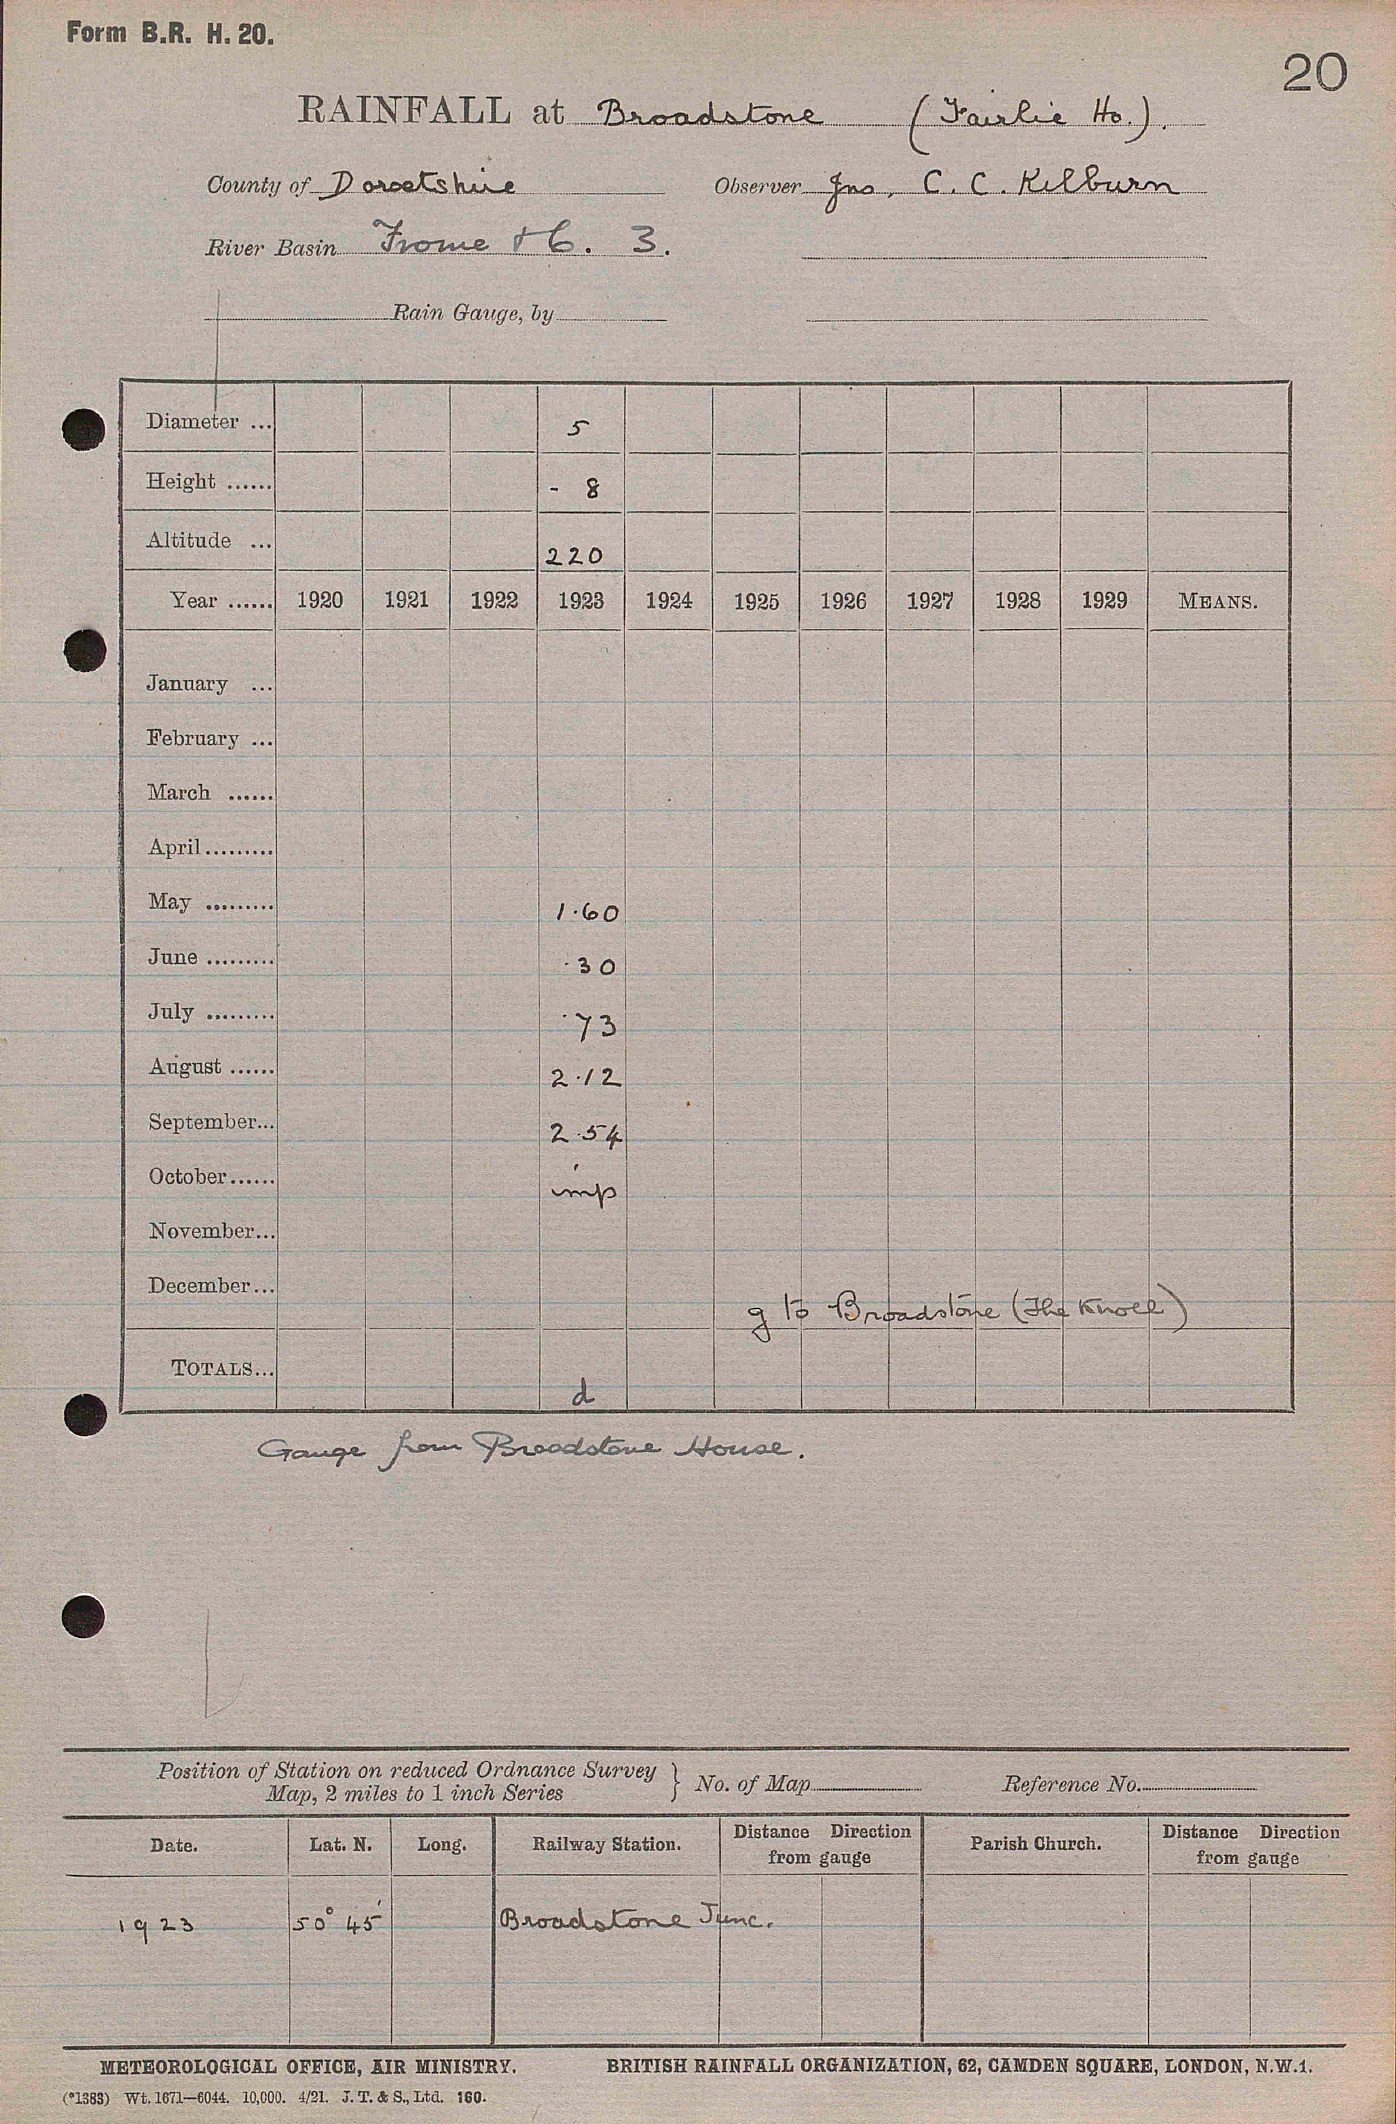 Form B.R. H. 20.
20
RAINFALL at Broadstone (Fairlie Ho.).
County of Dorsetshire Observer Jno. C. C. Kilburn
River Basin Frome &c. 3.
Rain Gauge, by
Diameter ... 5
Height ...... - 8
Altitude ... 220
Year ...... 1920 1921 1922 1923 1924 1925 1926 1927 1928 1929 MEANS.
January ...
February ...
March ......
April.........
May ......... 1·60
June ......... ·30
July ......... ·73
August ...... 2·12
September... 2·54
October...... imp
November...
December...
g to Broadstone (The Knoll)
TOTALS... d
Gauge from Broadstone House.
Position of Station on reduced Ordnance Survey
Map, 2 miles to 1 inch Series } No. of Map Reference No.
Date. Lat. N. Long. Railway Station. Distance Direction from gauge Parish Church. Distance Direction from gauge
1923 50° 45' Broadstone Junc.
METEOROLOGICAL OFFICE, AIR MINISTRY. BRITISH RAINFALL ORGANIZATION, 62, CAMDEN SQUARE, LONDON, N.W.1.
(*1383) Wt. 1671—6044. 10,000. 4/21. J. T. & S., Ltd. 160.